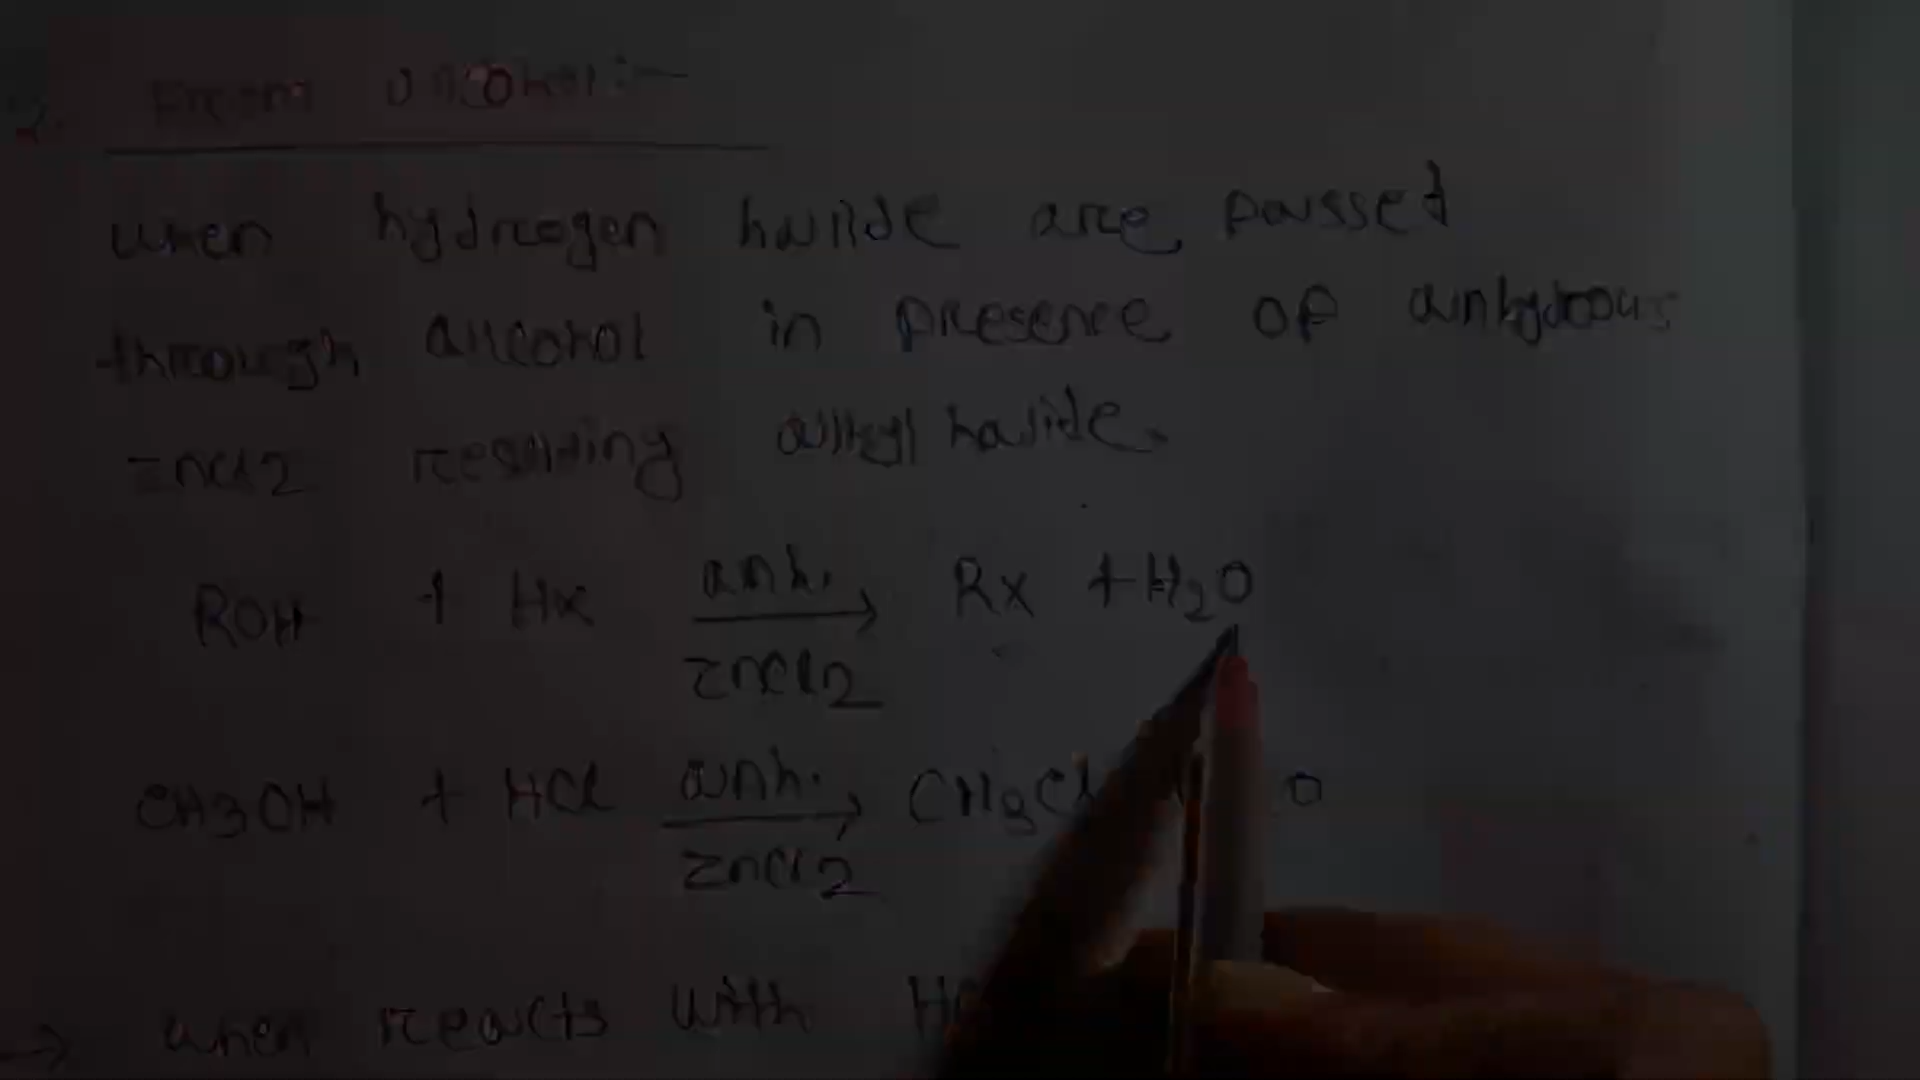 2. From alcohol:-
when hydrogen halide are passed
through alcohol in presence of anhydrous
ZnCl2 resulting alkyl halide.
ROH + HX anh. ZnCl2 → RX + H2O
CH3OH + HCl anh. ZnCl2 → CH3Cl O
→ when reacts with